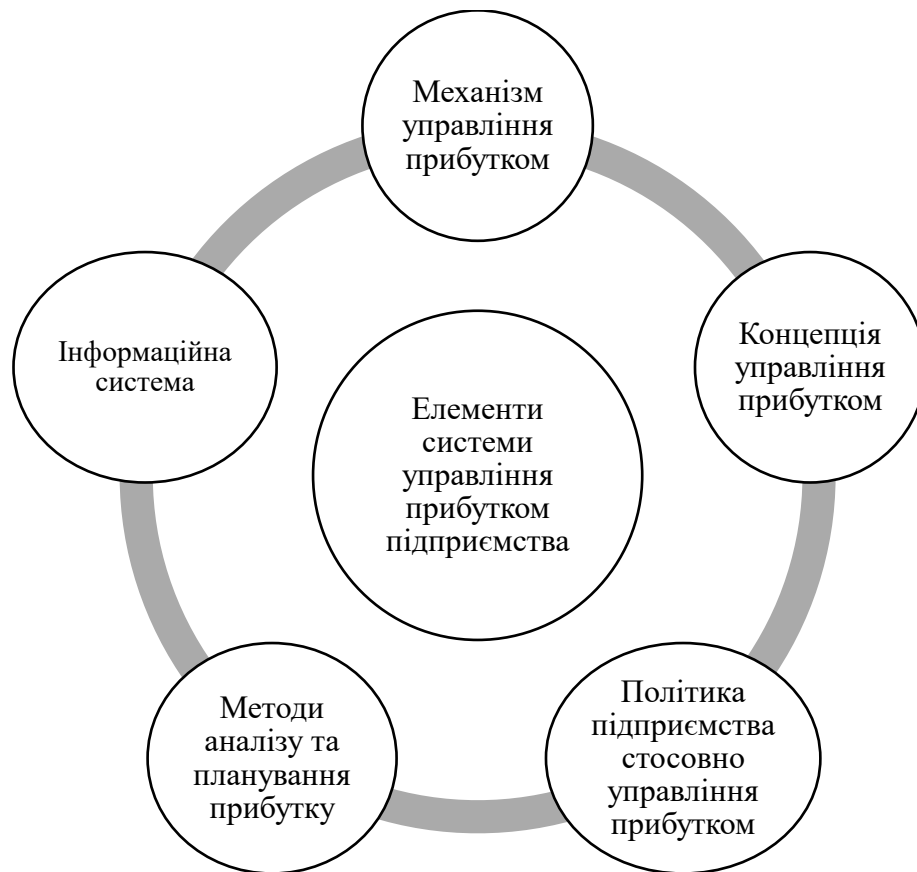 Механізм
управління
прибутком
Інформаційна
система
Концепція
управління
прибутком
Елементи
системи
управління
прибутком
підприємства
Методи
аналізу та
планування
прибутку
Політика
підприємства
стосовно
управління
прибутком